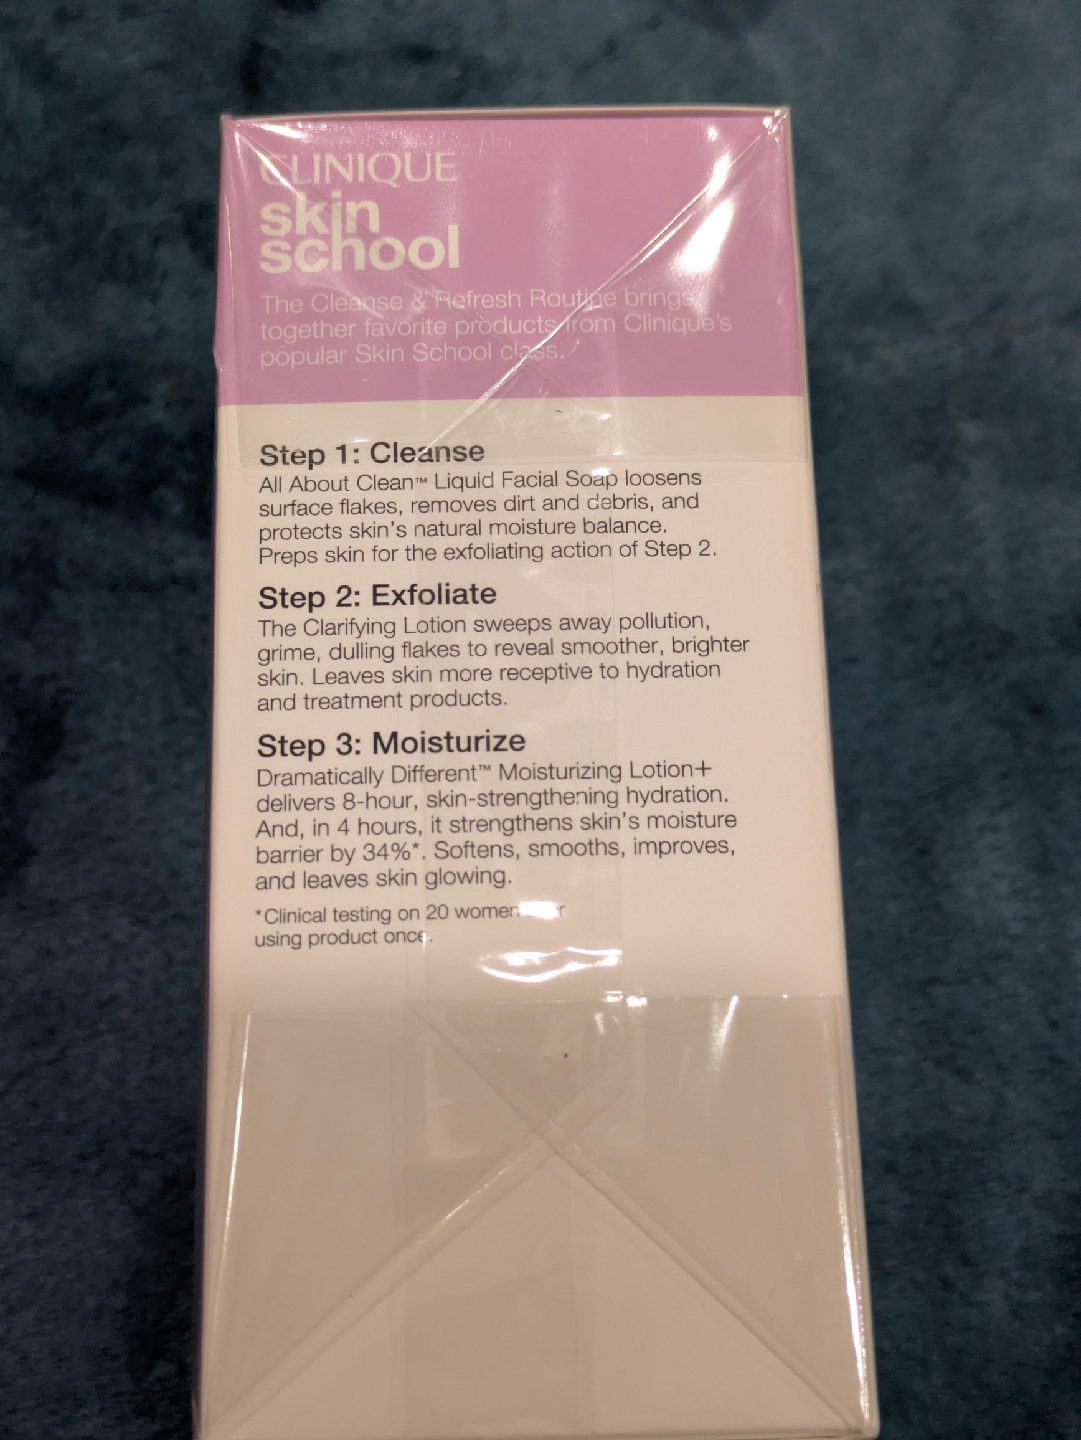 CLINIQUE
skin
school
The Cleanse & Refresh Routine brings
together favorite products from Clinique's
popular Skin School class.
Step 1: Cleanse
All About Clean™ Liquid Facial Soap loosens
surface flakes, removes dirt and debris, and
protects skin's natural moisture balance.
Preps skin for the exfoliating action of Step 2.
Step 2: Exfoliate
The Clarifying Lotion sweeps away pollution,
grime, dulling flakes to reveal smoother, brighter
skin. Leaves skin more receptive to hydration
and treatment products.
Step 3: Moisturize
Dramatically Different™ Moisturizing Lotion+
delivers 8-hour, skin-strengthening hydration.
And, in 4 hours, it strengthens skin's moisture
barrier by 34%*. Softens, smooths, improves,
and leaves skin glowing.
*Clinical testing on 20 women
using product once.